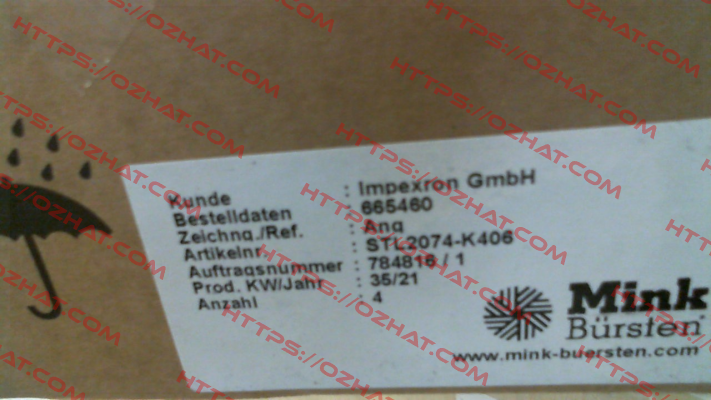 Kunde : Impexron GmbH
Bestelldaten 665460
Zeichng./Ref. : Ang
Artikelnr. : STL2074-K406
Auftragsnummer : 784816 / 1
Prod. KW/Jahr : 35/21
Anzahl 4
Mink
Bürsten
www.mink-buersten.com
HTTPS://OZHAT.COM